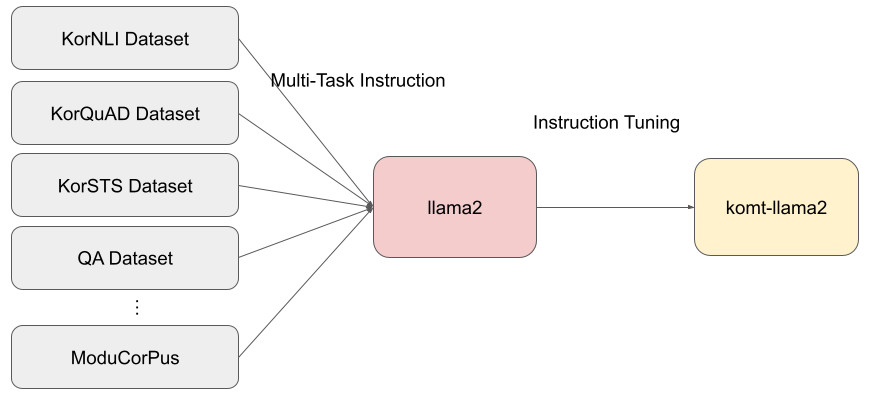 KorNLI Dataset
Multi-Task Instruction
KorQuAD Dataset
Instruction Tuning
KorSTS Dataset
llama2
komt-llama2
QA Dataset
⋮
ModuCorPus